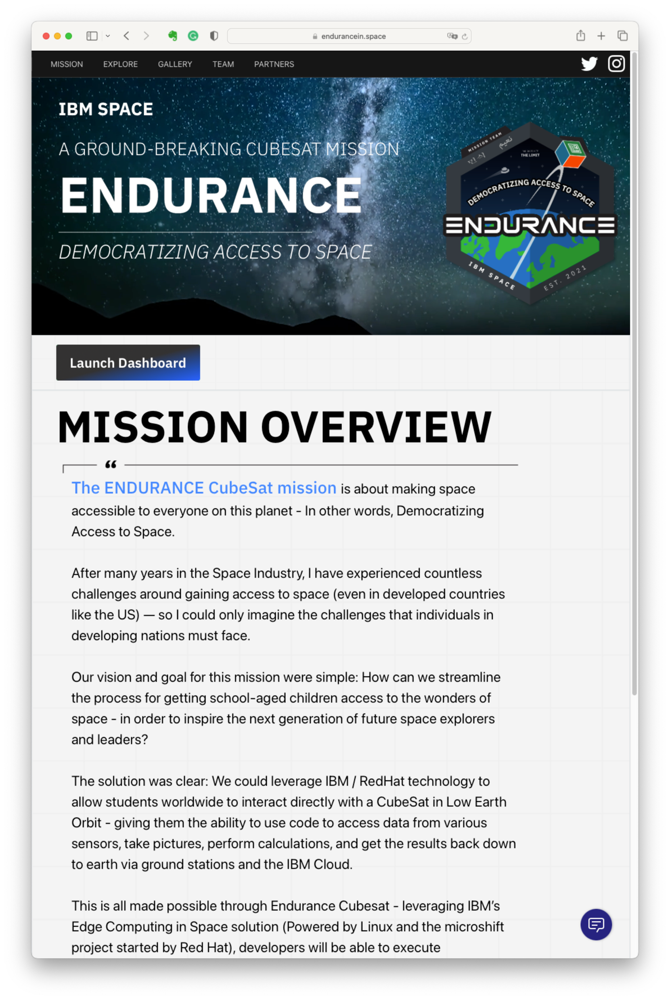 endurancein.space
MISSION EXPLORE GALLERY TEAM PARTNERS
IBM SPACE
A GROUND-BREAKING CUBESAT MISSION
ENDURANCE
DEMOCRATIZING ACCESS TO SPACE
MISSION TEAM
민식 نعيم
THE LIMIT
DEMOCRATIZING ACCESS TO SPACE
ENDURANCE
IBM SPACE
EST. 2021
Launch Dashboard
MISSION OVERVIEW
“
The ENDURANCE CubeSat mission is about making space
accessible to everyone on this planet - In other words, Democratizing
Access to Space.
After many years in the Space Industry, I have experienced countless
challenges around gaining access to space (even in developed countries
like the US) — so I could only imagine the challenges that individuals in
developing nations must face.
Our vision and goal for this mission were simple: How can we streamline
the process for getting school-aged children access to the wonders of
space - in order to inspire the next generation of future space explorers
and leaders?
The solution was clear: We could leverage IBM / RedHat technology to
allow students worldwide to interact directly with a CubeSat in Low Earth
Orbit - giving them the ability to use code to access data from various
sensors, take pictures, perform calculations, and get the results back down
to earth via ground stations and the IBM Cloud.
This is all made possible through Endurance Cubesat - leveraging IBM’s
Edge Computing in Space solution (Powered by Linux and the microshift
project started by Red Hat), developers will be able to execute